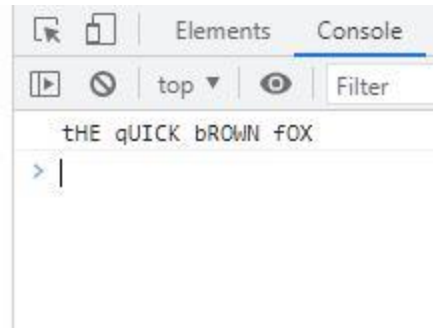 Elements Console
top ▼ Filter
tHE qUICK bROWN fOX
>